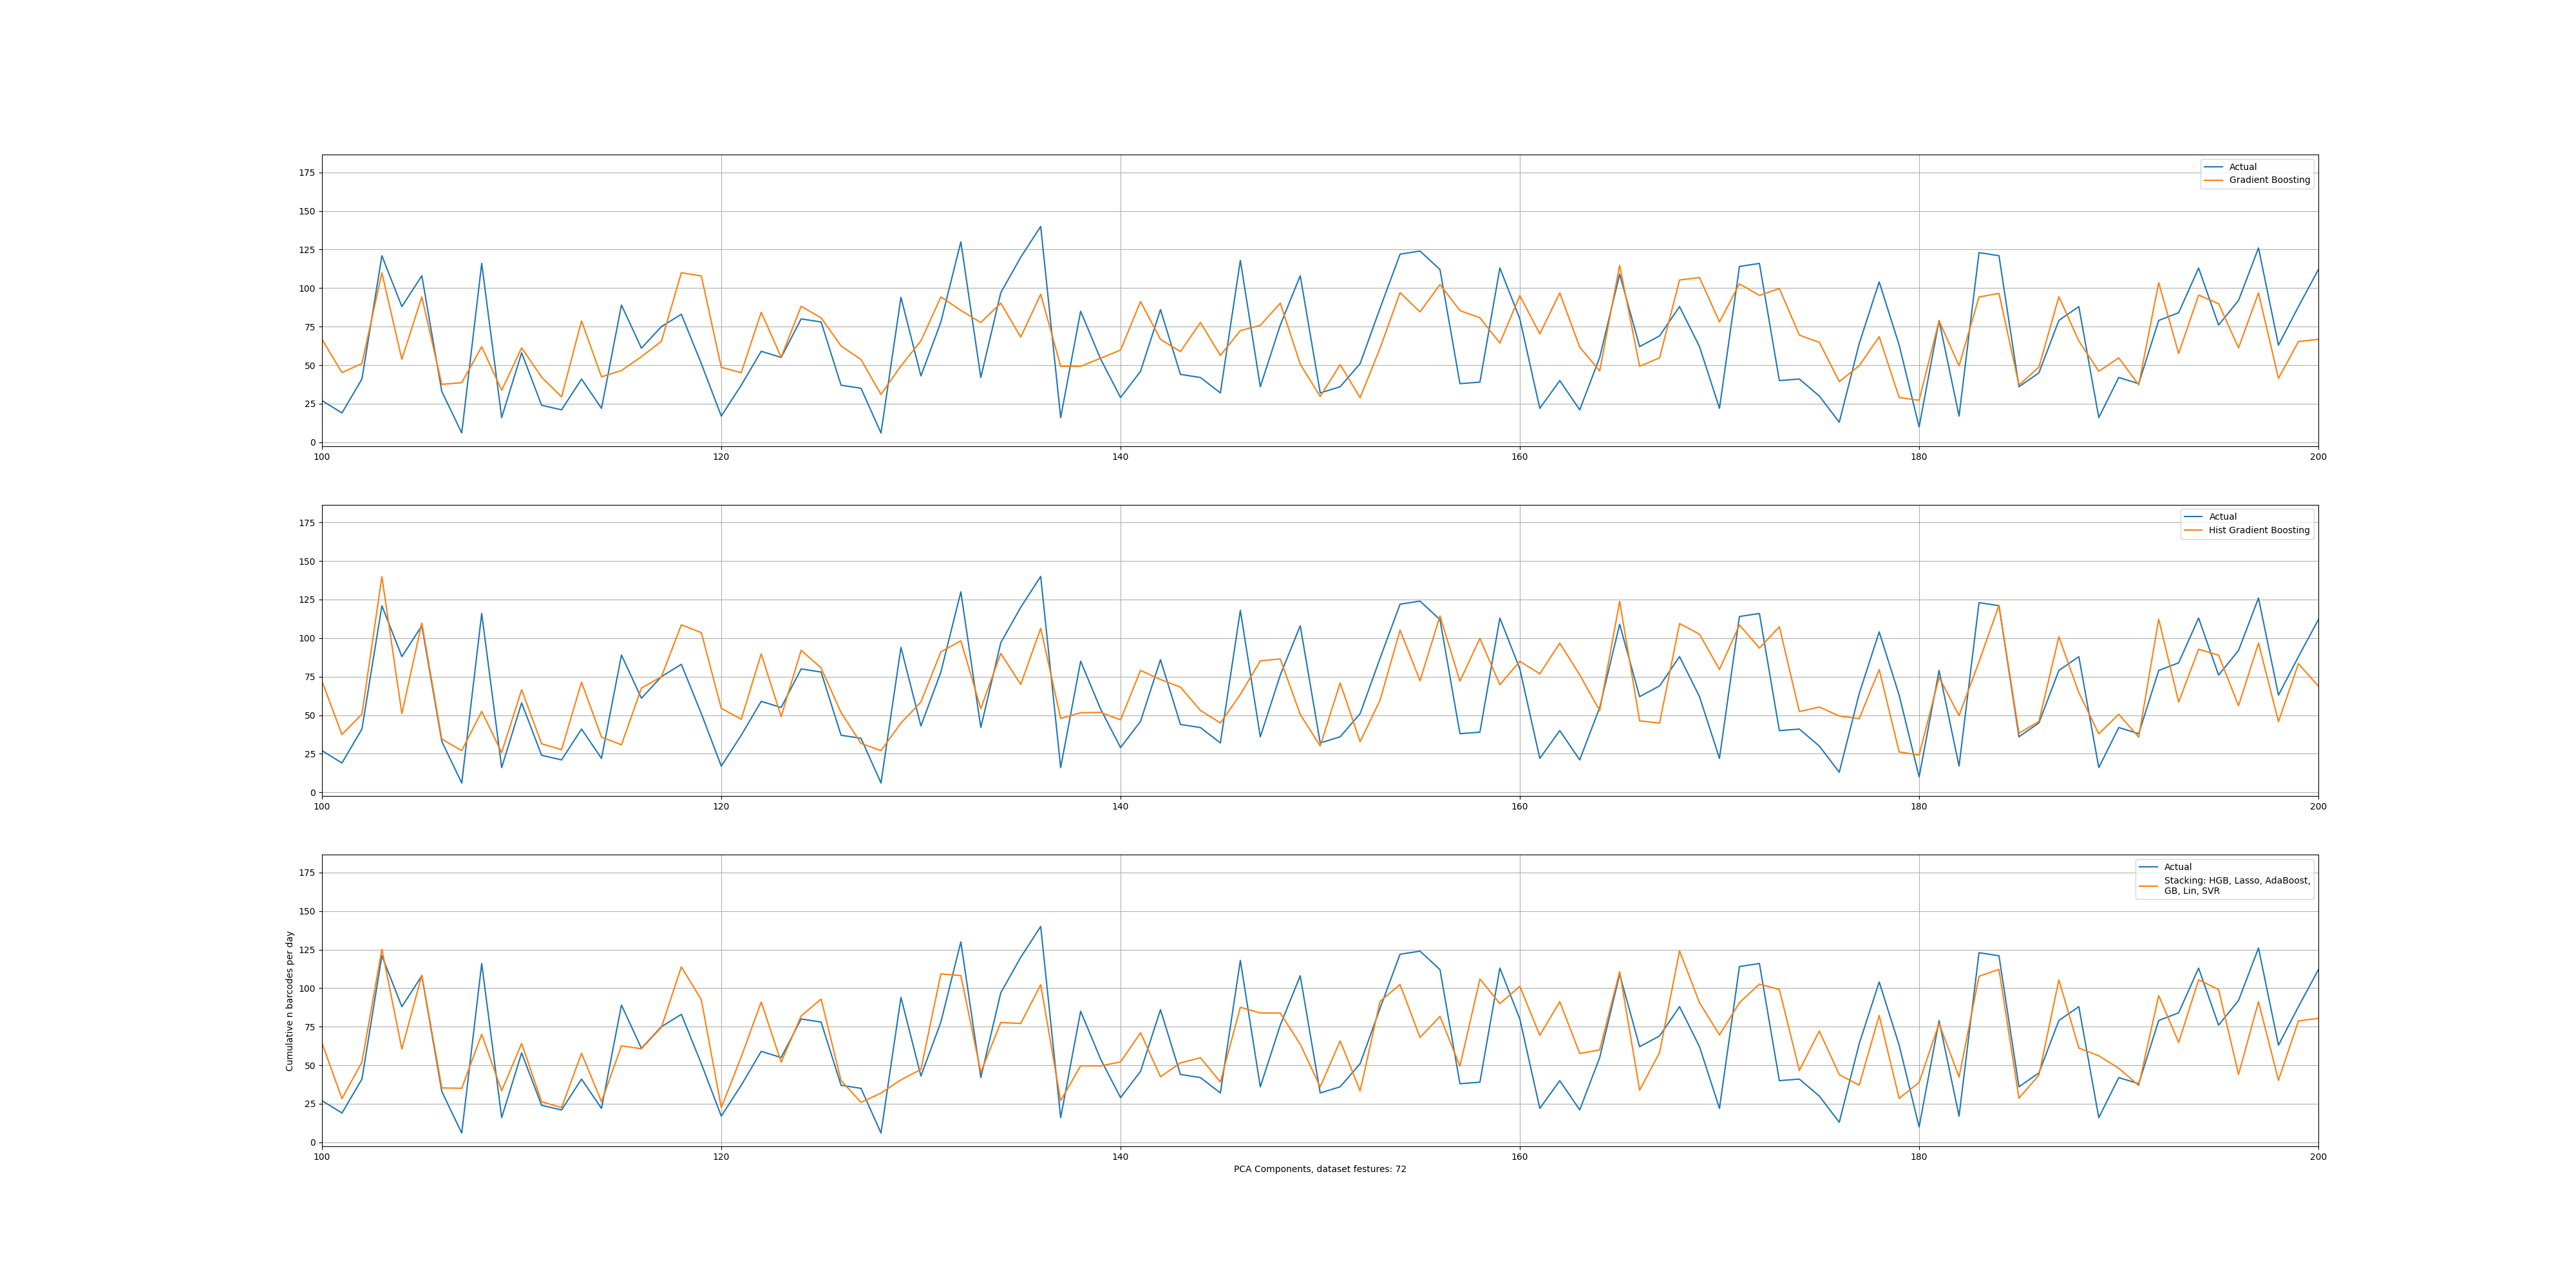 175
150
125
100
75
50
25
0
Actual
Gradient Boosting
100 120 140 160 180 200
175
150
125
100
75
50
25
0
Actual
Hist Gradient Boosting
100 120 140 160 180 200
Cumulative n barcodes per day
175
150
125
100
75
50
25
0
Actual
Stacking: HGB, Lasso, AdaBoost,
GB, Lin, SVR
100 120 140 160 180 200
PCA Components, dataset festures: 72